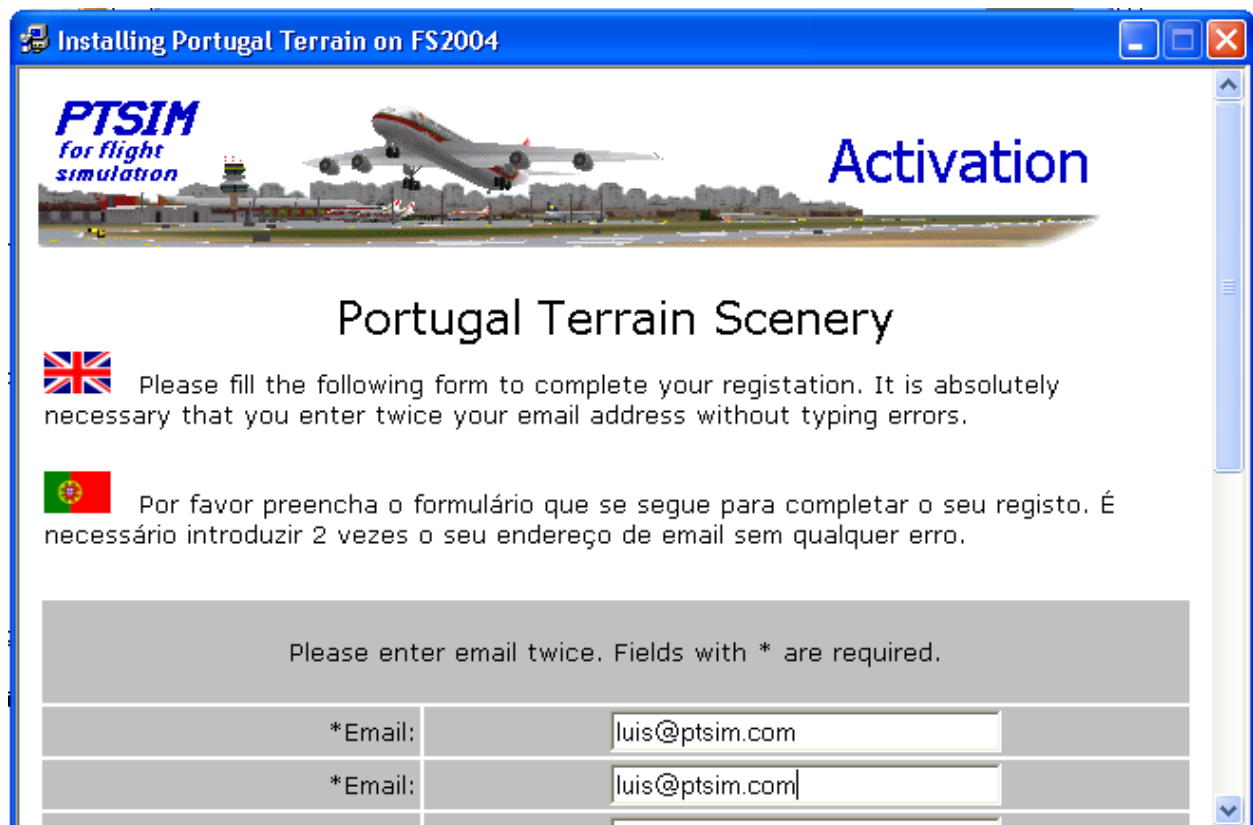 Installing Portugal Terrain on FS2004
PTSIM
for flight
simulation
Activation
Portugal Terrain Scenery
Please fill the following form to complete your registation. It is absolutely
necessary that you enter twice your email address without typing errors.
Por favor preencha o formulário que se segue para completar o seu registo. É
necessário introduzir 2 vezes o seu endereço de email sem qualquer erro.
Please enter email twice. Fields with * are required.
*Email: luis@ptsim.com
*Email: luis@ptsim.com